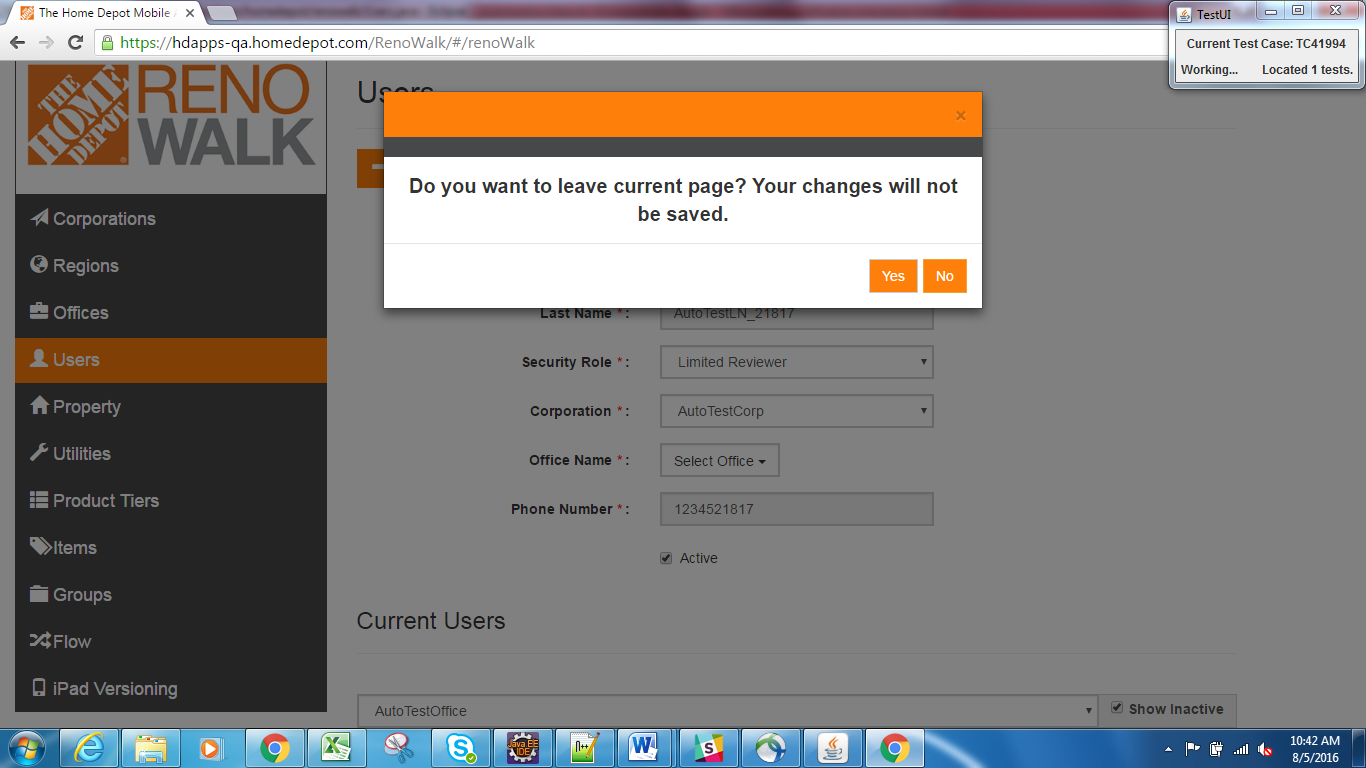 The Home Depot Mobile A
https://hdapps-qa.homedepot.com/RenoWalk/#/renoWalk
TestUI
Current Test Case: TC41994
Working... Located 1 tests.
THE HOME DEPOT
RENO
WALK
Corporations
Regions
Offices
Users
Property
Utilities
Product Tiers
Items
Groups
Flow
iPad Versioning
Users
×
Do you want to leave current page? Your changes will not
be saved.
Yes No
Last Name * : AutoTestLN_21817
Security Role * : Limited Reviewer
Corporation * : AutoTestCorp
Office Name * : Select Office
Phone Number * : 1234521817
Active
Current Users
AutoTestOffice
Show Inactive
Java EE
IDE
n++
10:42 AM
8/5/2016